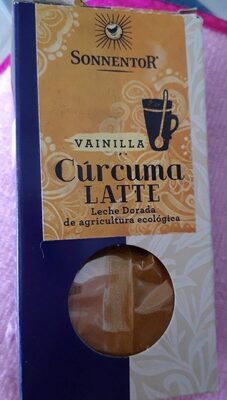 SONNENTOR
VAINILLA
Cúrcuma
LATTE
Leche Dorada
de agricultura ecológica